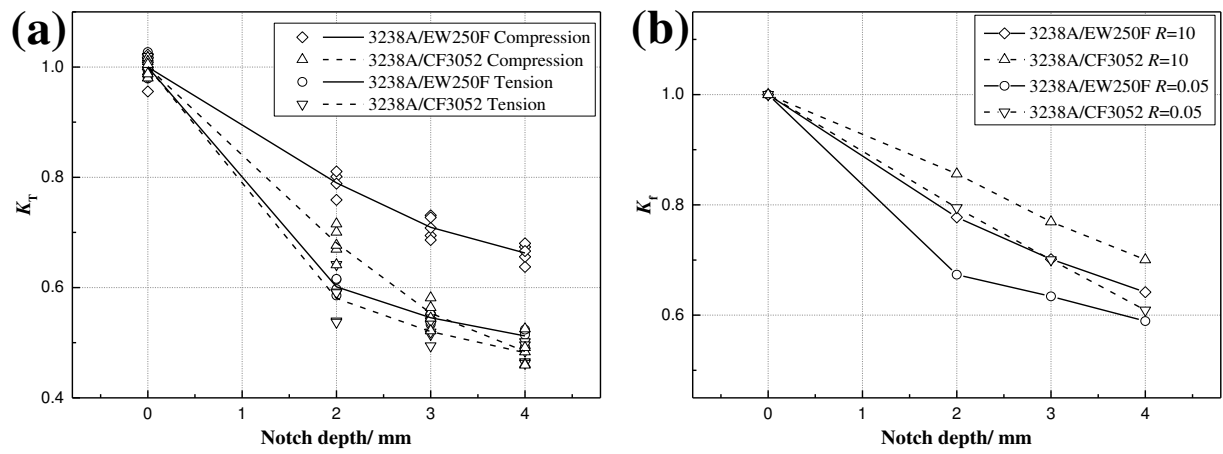 (a)
3238A/EW250F Compression
3238A/CF3052 Compression
3238A/EW250F Tension
3238A/CF3052 Tension
1.0
0.8
0.6
0.4
K_T
0 1 2 3 4
Notch depth/ mm
(b)
3238A/EW250F R=10
3238A/CF3052 R=10
3238A/EW250F R=0.05
3238A/CF3052 R=0.05
1.0
0.8
0.6
K_f
0 1 2 3 4
Notch depth/ mm